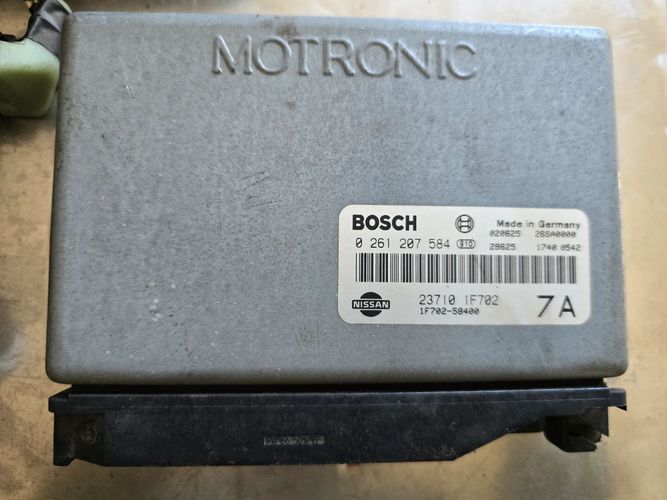 MOTRONIC
BOSCH Made in Germany
0 261 207 584 010 020625 28SA0000
28625 1740 0542
NISSAN 23710 1F702 7A
1F702-58400